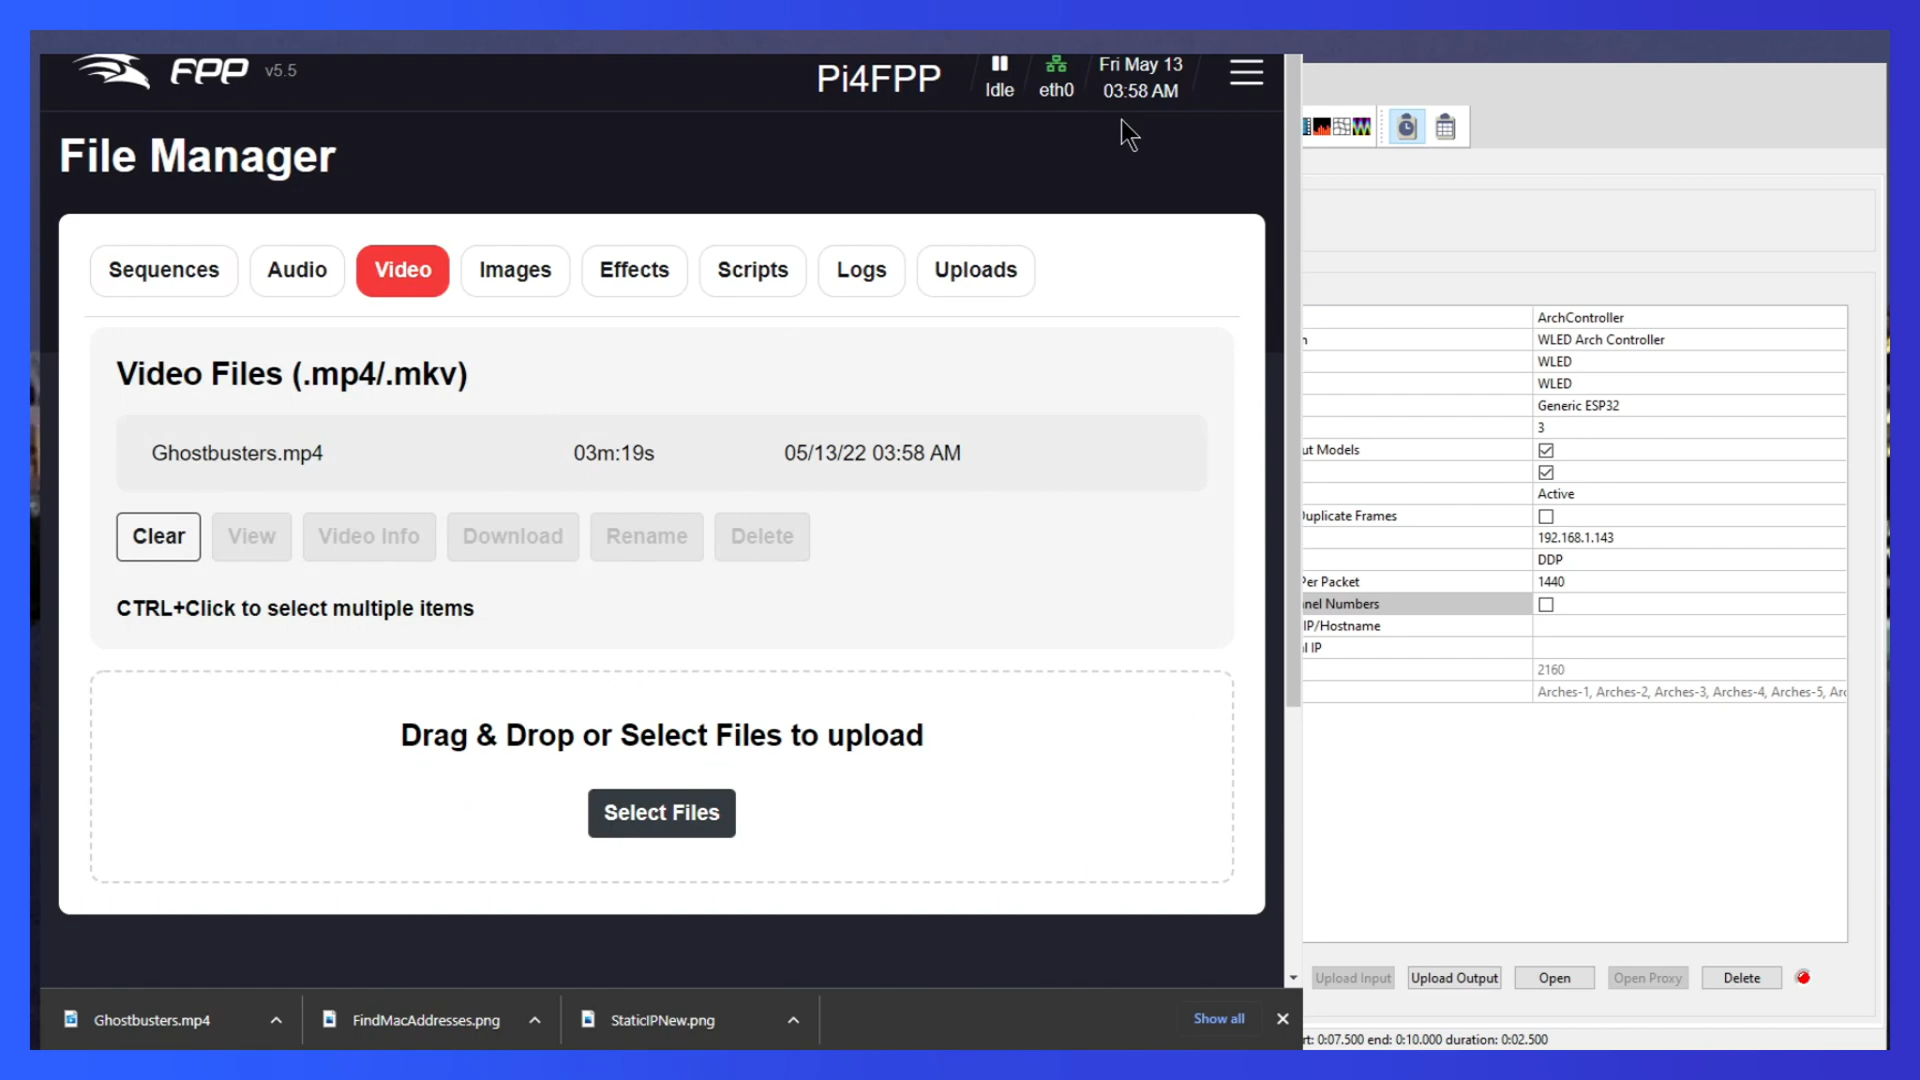 FPP v5.5
Pi4FPP
Idle
eth0
Fri May 13
03:58 AM
File Manager
Sequences Audio Video Images Effects Scripts Logs Uploads
Video Files (.mp4/.mkv)
Ghostbusters.mp4 03m:19s 05/13/22 03:58 AM
Clear View Video Info Download Rename Delete
CTRL+Click to select multiple items
Drag & Drop or Select Files to upload
Select Files
Ghostbusters.mp4 FindMacAddresses.png StaticIPNew.png Show all
ArchController
n WLED Arch Controller
WLED
WLED
Generic ESP32
3
ut Models
Active
Duplicate Frames
192.168.1.143
DDP
Per Packet 1440
nel Numbers
IP/Hostname
l IP
2160
Arches-1, Arches-2, Arches-3, Arches-4, Arches-5, Arc
Upload Input Upload Output Open Open Proxy Delete
rt: 0:07.500 end: 0:10.000 duration: 0:02.500